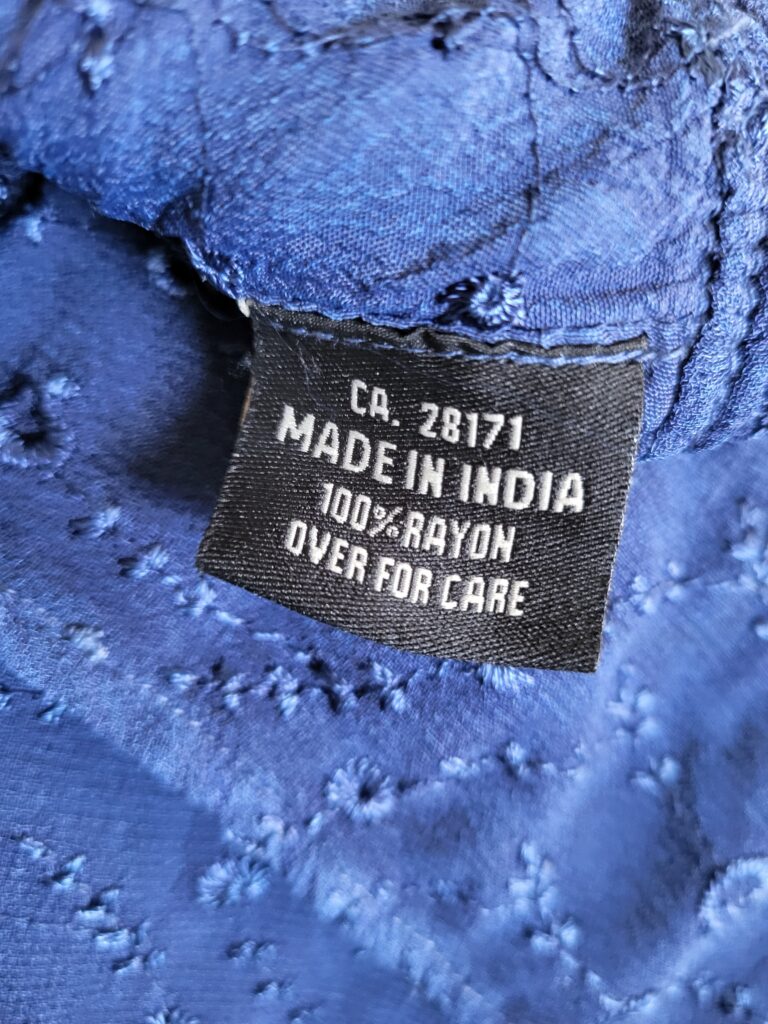 CA. 28171
MADE IN INDIA
100%RAYON
OVER FOR CARE